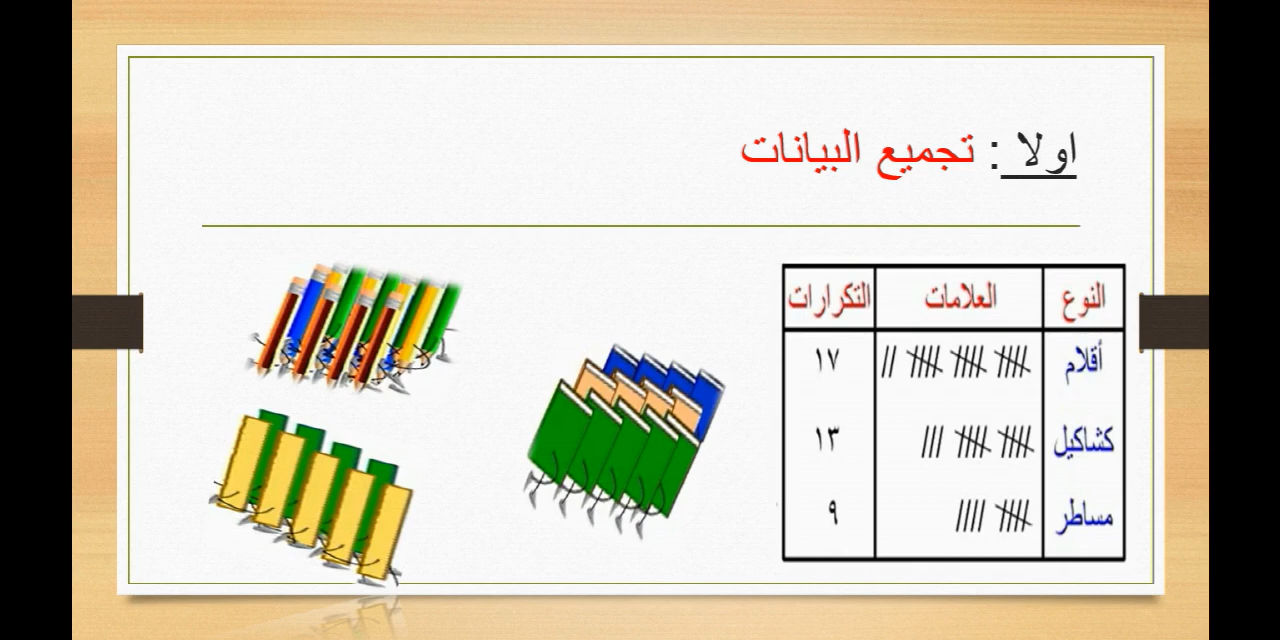 اولا : تجميع البيانات
النوع العلامات التكرارات
أقلام ١٧
كشاكيل ١٣
مساطر ٩